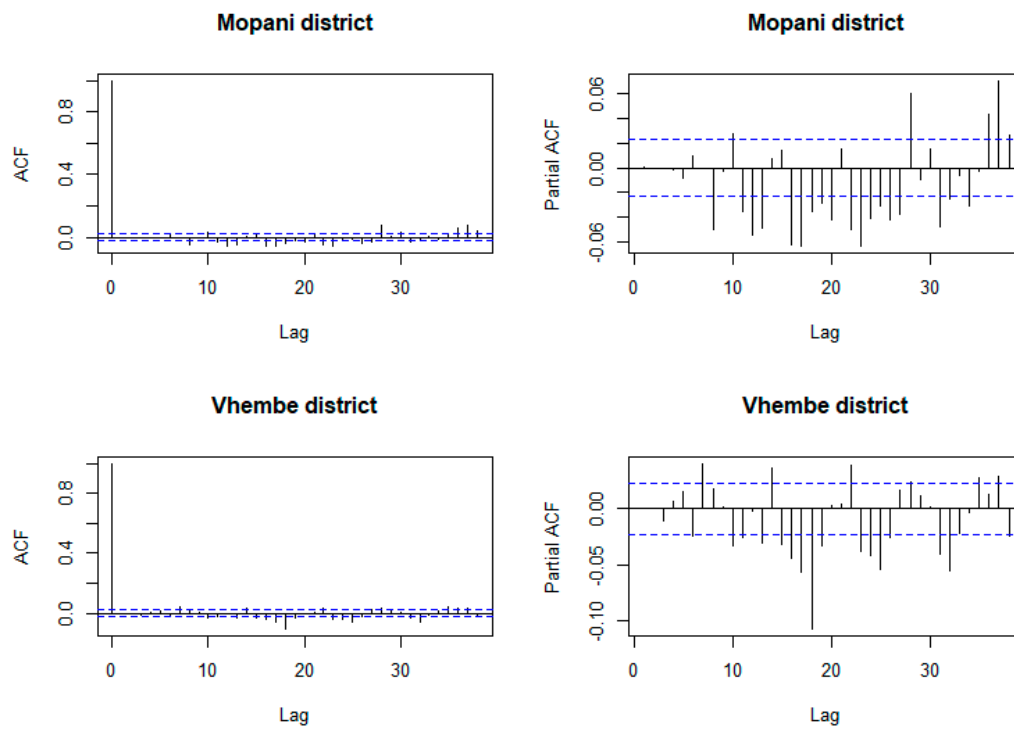 Mopani district
ACF
0.0 0.4 0.8
0 10 20 30
Lag
Mopani district
Partial ACF
-0.06 0.00 0.06
0 10 20 30
Lag
Vhembe district
ACF
0.0 0.4 0.8
0 10 20 30
Lag
Vhembe district
Partial ACF
-0.10 -0.05 0.00
0 10 20 30
Lag